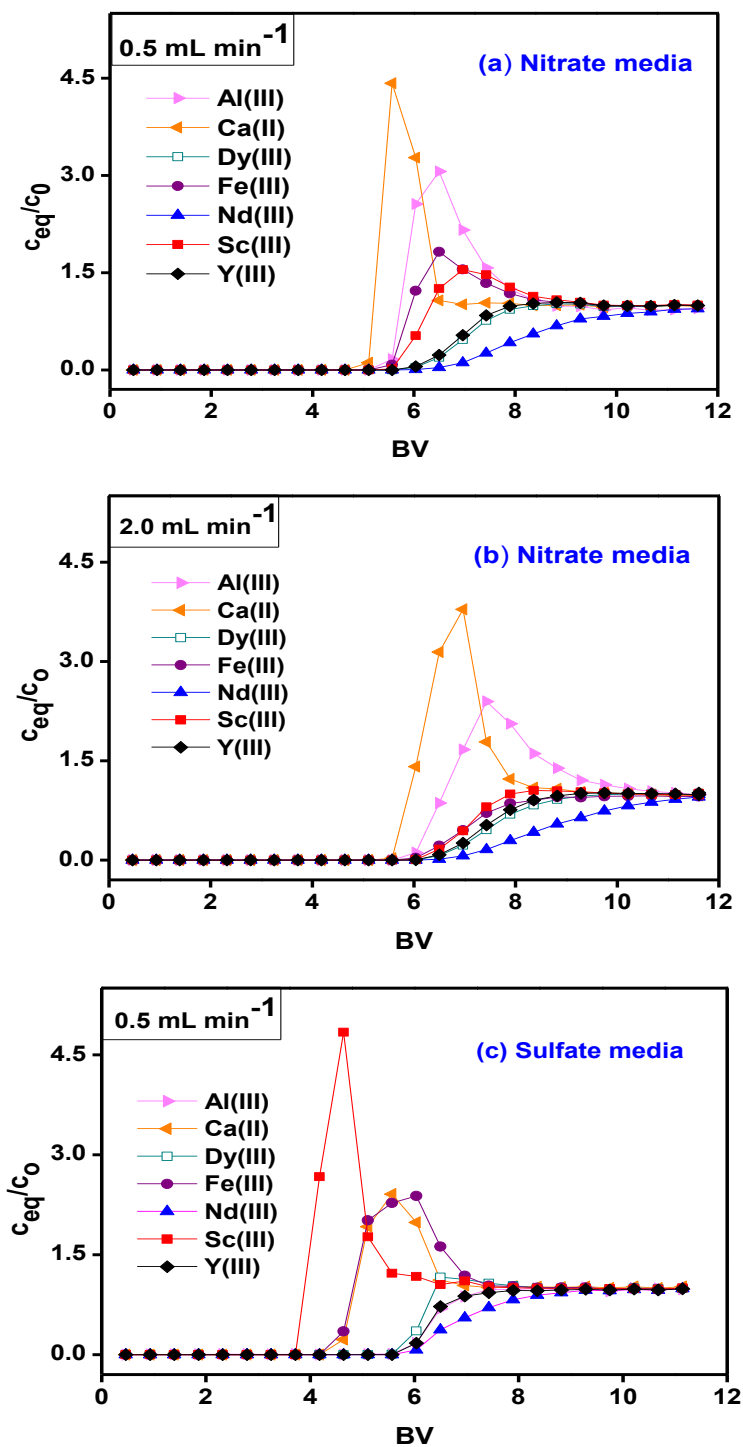 0.5 mL min-1
(a) Nitrate media
4.5
3.0
1.5
0.0
Al(III)
Ca(II)
Dy(III)
Fe(III)
Nd(III)
Sc(III)
Y(III)
ceq/c0
0 2 4 6 8 10 12
BV
2.0 mL min-1
(b) Nitrate media
4.5
3.0
1.5
0.0
Al(III)
Ca(II)
Dy(III)
Fe(III)
Nd(III)
Sc(III)
Y(III)
ceq/co
0 2 4 6 8 10 12
BV
0.5 mL min-1
(c) Sulfate media
4.5
3.0
1.5
0.0
Al(III)
Ca(II)
Dy(III)
Fe(III)
Nd(III)
Sc(III)
Y(III)
ceq/co
0 2 4 6 8 10 12
BV